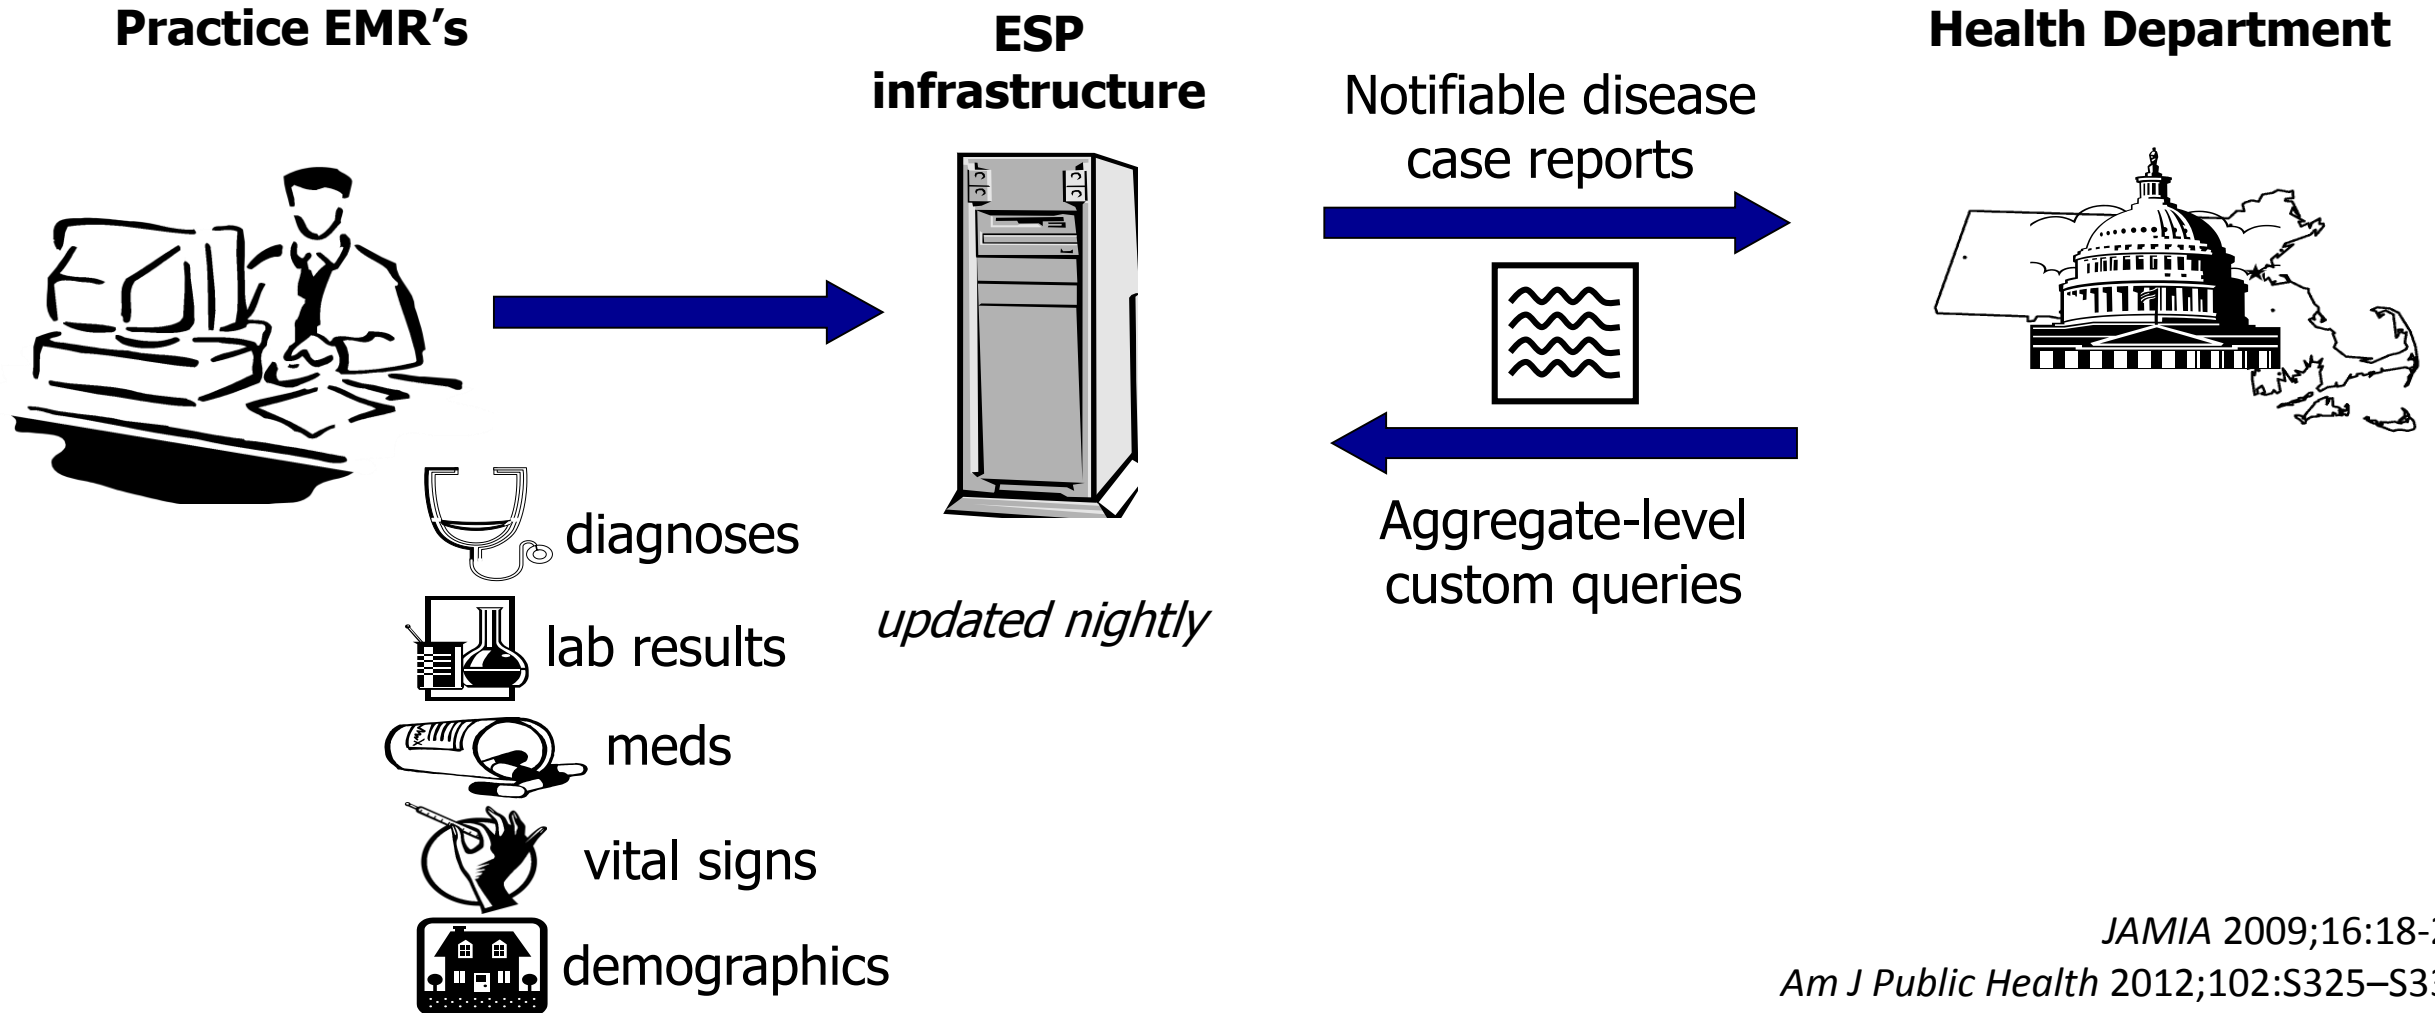 Practice EMR's
ESP
infrastructure
Health Department
Notifiable disease
case reports
Aggregate-level
custom queries
updated nightly
diagnoses
lab results
meds
vital signs
demographics
JAMIA 2009;16:18-
Am J Public Health 2012;102:S325–